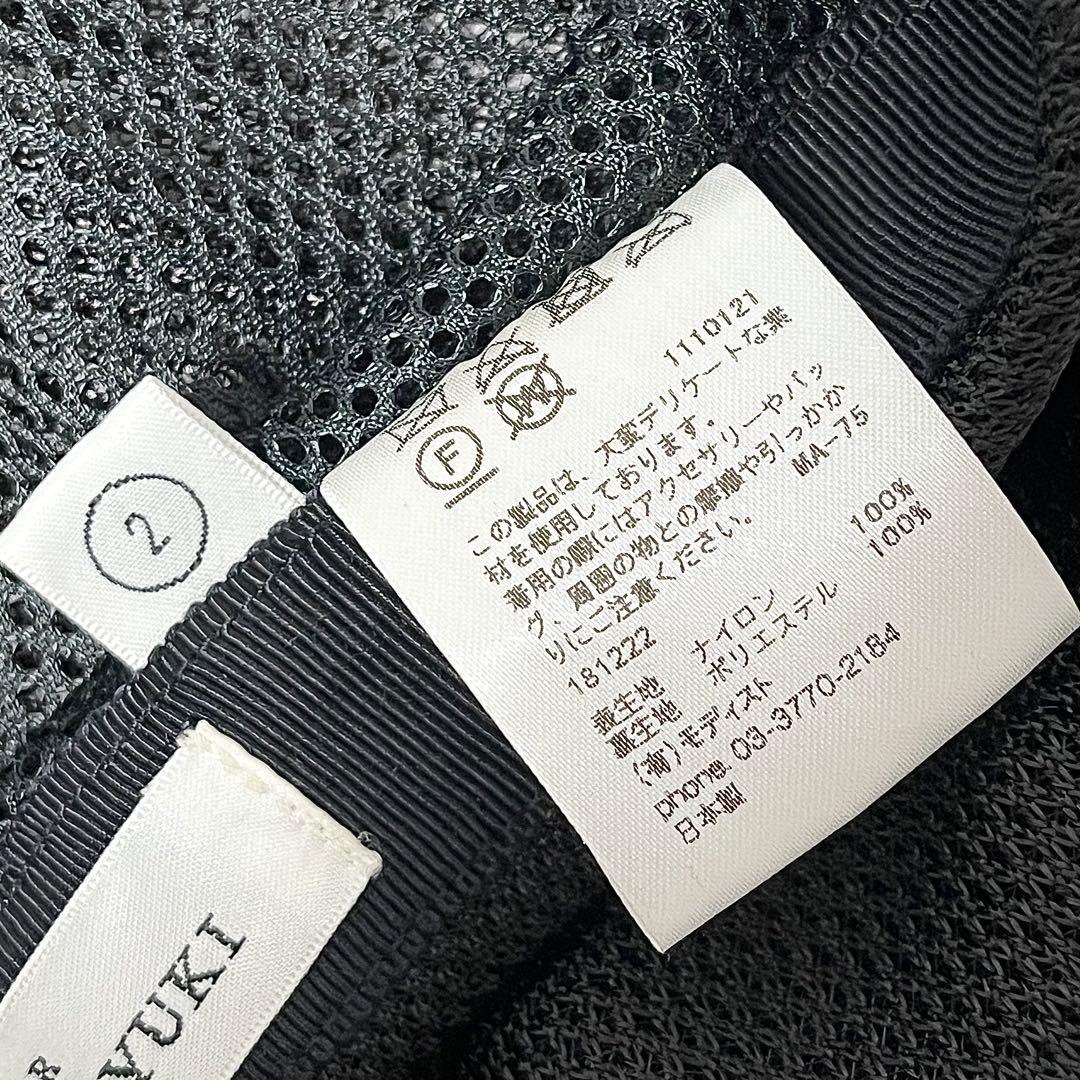 2
F
W
1110121
この製品は、大変デリケートな素
材を使用しております。
着用の際にはアクセサリーやバッ
グ、周囲の物との摩擦や引っかか
りにご注意ください。
MA-75
181222
表生地 ナイロン 100%
裏生地 ポリエステル 100%
(有)モディスト
phone. 03-3770-2184
日本製
R
YUKI